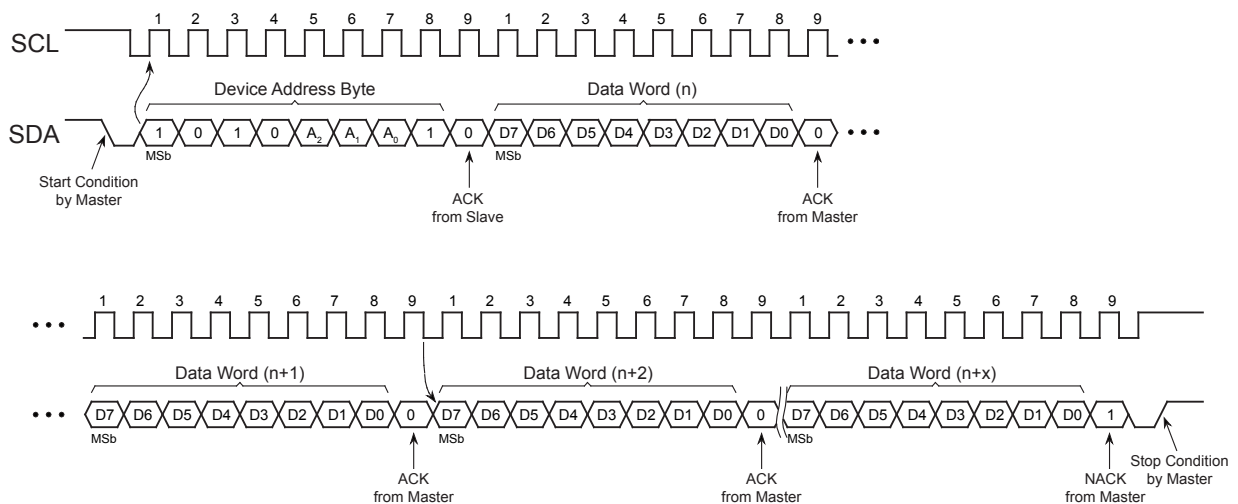 1 2 3 4 5 6 7 8 9 1 2 3 4 5 6 7 8 9
SCL •••
Device Address Byte Data Word (n)
SDA 1 0 1 0 A2 A1 A0 1 0 D7 D6 D5 D4 D3 D2 D1 D0 0 •••
MSb MSb
Start Condition
by Master
ACK
from Slave
ACK
from Master
1 2 3 4 5 6 7 8 9 1 2 3 4 5 6 7 8 9 1 2 3 4 5 6 7 8 9
•••
Data Word (n+1) Data Word (n+2) Data Word (n+x)
••• D7 D6 D5 D4 D3 D2 D1 D0 0 D7 D6 D5 D4 D3 D2 D1 D0 0 D7 D6 D5 D4 D3 D2 D1 D0 1
MSb MSb MSb
ACK
from Master
ACK
from Master
NACK
from Master
Stop Condition
by Master